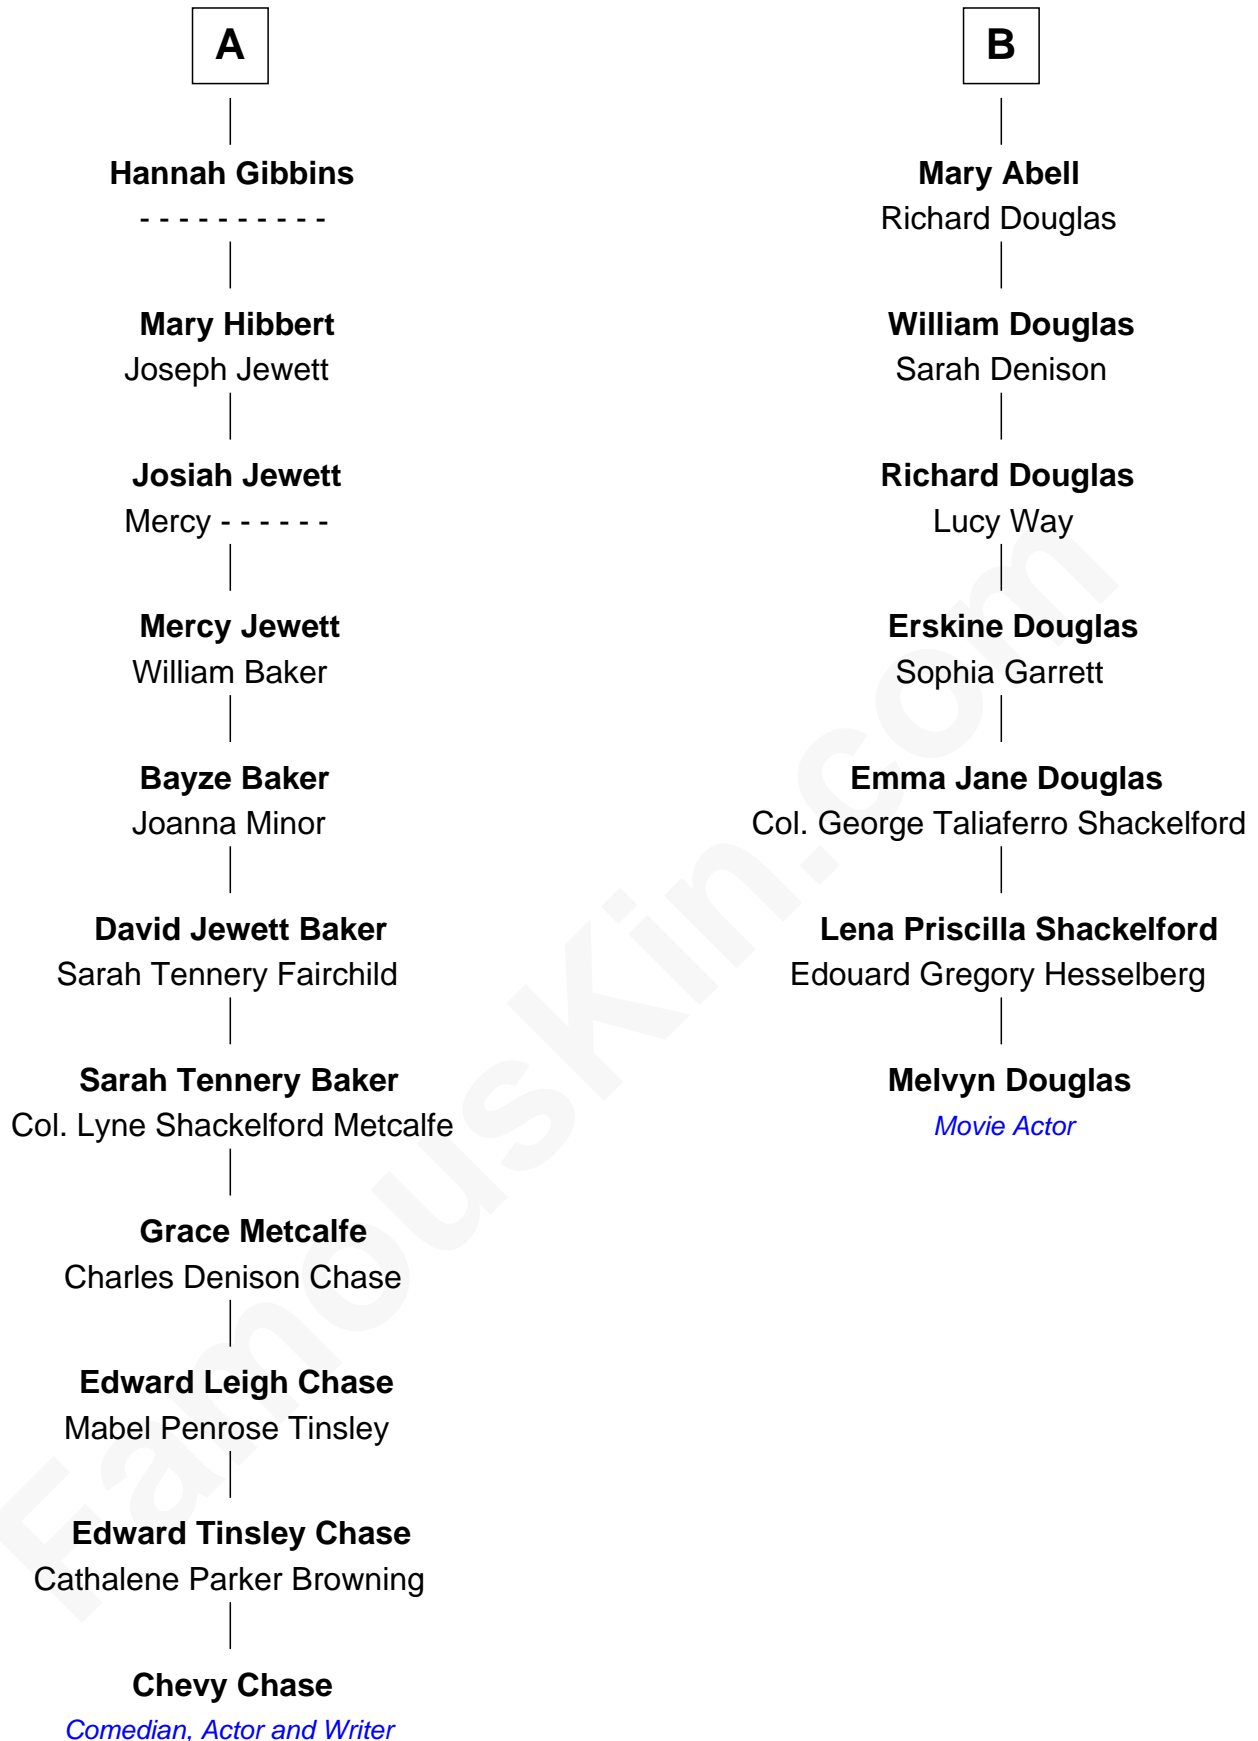 A
Hannah Gibbins
- - - - - - - - - -
Mary Hibbert
Joseph Jewett
Josiah Jewett
Mercy - - - - - -
Mercy Jewett
William Baker
Bayze Baker
Joanna Minor
David Jewett Baker
Sarah Tennery Fairchild
Sarah Tennery Baker
Col. Lyne Shackelford Metcalfe
Grace Metcalfe
Charles Denison Chase
Edward Leigh Chase
Mabel Penrose Tinsley
Edward Tinsley Chase
Cathalene Parker Browning
Chevy Chase
Comedian, Actor and Writer
B
Mary Abell
Richard Douglas
William Douglas
Sarah Denison
Richard Douglas
Lucy Way
Erskine Douglas
Sophia Garrett
Emma Jane Douglas
Col. George Taliaferro Shackelford
Lena Priscilla Shackelford
Edouard Gregory Hesselberg
Melvyn Douglas
Movie Actor
FamousKin.com